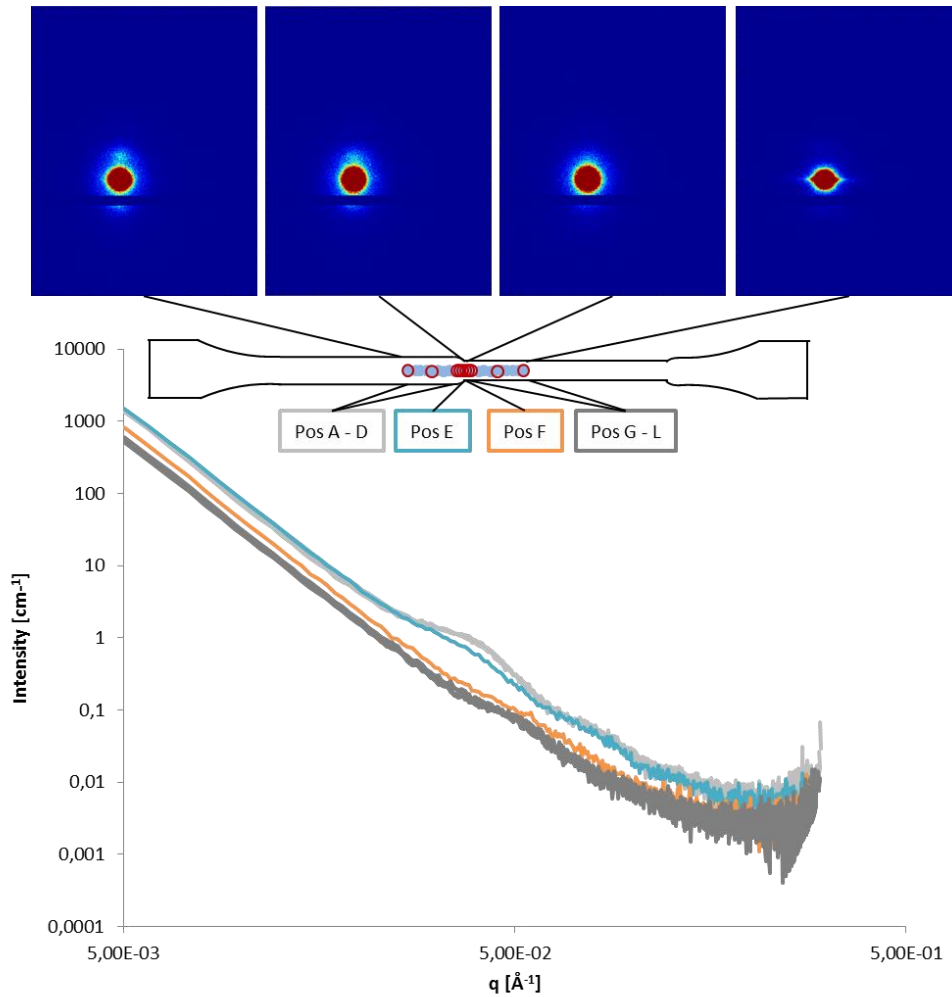 10000
1000
100
10
1
0,1
0,01
0,001
0,0001
Intensity [cm-1]
Pos A - D
Pos E
Pos F
Pos G - L
5,00E-03
5,00E-02
5,00E-01
q [Å-1]